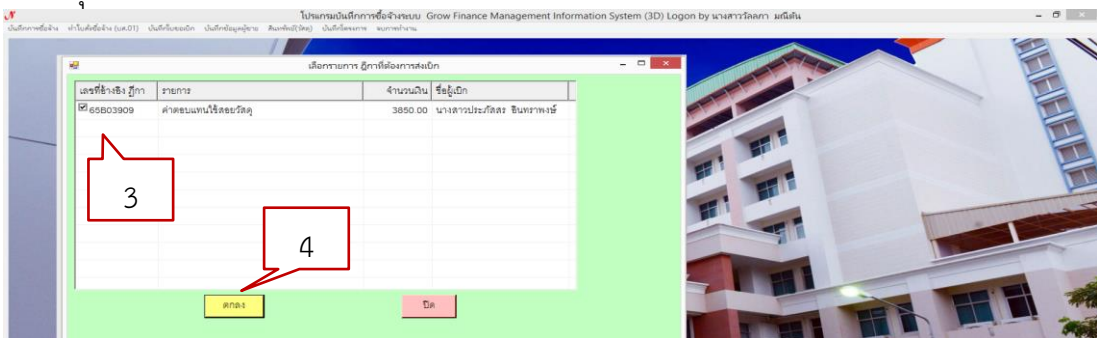 โปรแกรมบันทึกการซื้อจ้างระบบ Grow Finance Management Information System (3D) Logon by นางสาววัลลภา มณีตัน
บันทึกการซื้อจ้าง ทำใบสั่งซื้อจ้าง (บส.01) บันทึกใบขอเบิก บันทึกข้อมูลผู้ขาย สินทรัพย์(วัสดุ) บันทึกโครงการ จบการทำงาน
เลือกรายการ ฎีกาที่ต้องการส่งเบิก
เลขที่อ้างอิง ฎีกา รายการ จำนวนเงิน ชื่อผู้เบิก
65B03909 ค่าตอบแทนใช้สอยวัสดุ 3850.00 นางสาวประภัสสร อินทราพงษ์
3
4
ตกลง ปิด